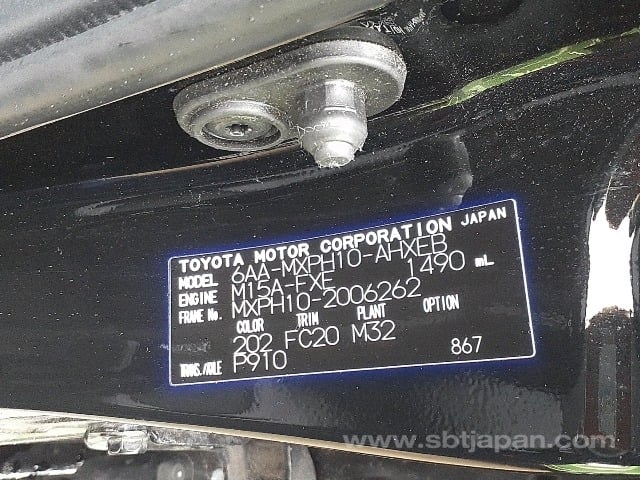 TOYOTA MOTOR CORPORATION JAPAN
MODEL 6AA-MXPH10-AHXEB
ENGINE M15A-FXE 1490 mL
FRAME No. MXPH10-2006262
COLOR TRIM PLANT OPTION
202 FC20 M32
TRANS./AXLE P910 867
www.sbtjapan.com